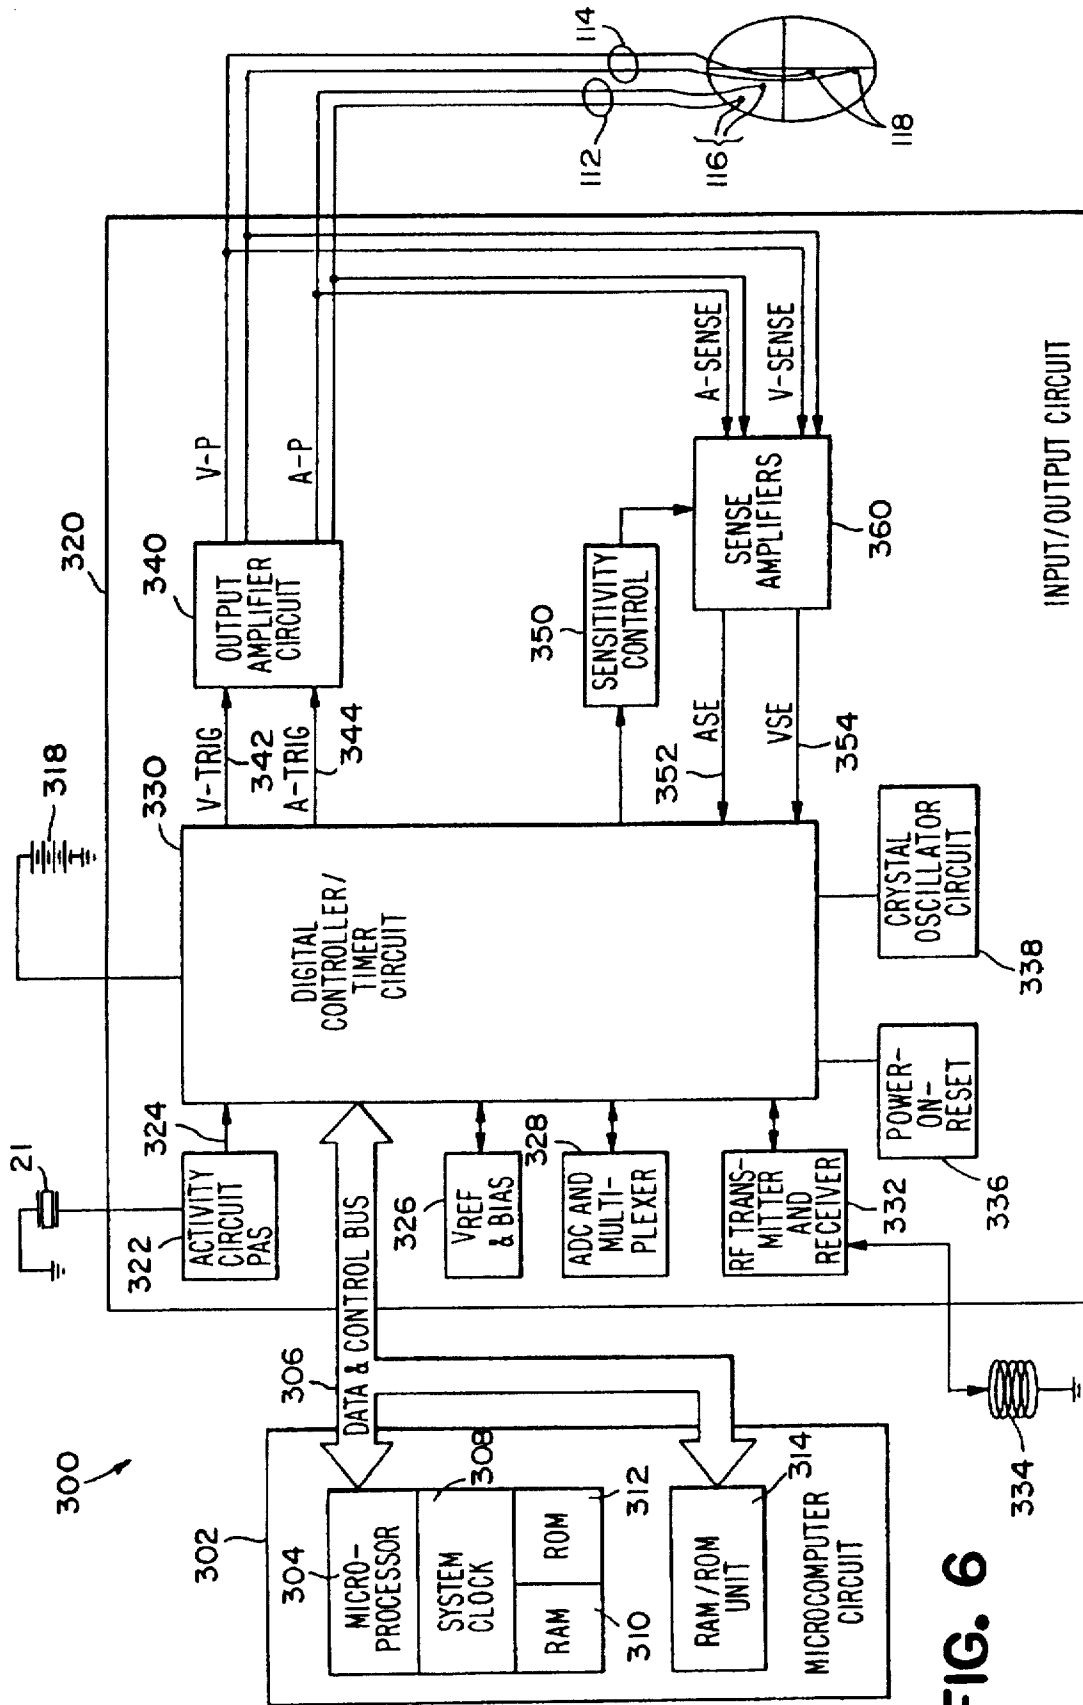 300
302
304
MICRO-
PROCESSOR
SYSTEM
CLOCK
308
RAM
ROM
310
312
RAM/ROM
UNIT
314
MICROCOMPUTER
CIRCUIT
306
DATA & CONTROL BUS
334
21
320
322
ACTIVITY
CIRCUIT
PAS
324
326
VREF
& BIAS
328
ADC AND
MULTI-
PLEXER
RF TRANS-
MITTER
AND
RECEIVER
332
POWER-
ON-
RESET
336
CRYSTAL
OSCILLATOR
CIRCUIT
338
318
330
DIGITAL
CONTROLLER/
TIMER
CIRCUIT
V-TRIG
342
A-TRIG
344
340
OUTPUT
AMPLIFIER
CIRCUIT
V-P
A-P
350
SENSITIVITY
CONTROL
352
ASE
VSE
354
SENSE
AMPLIFIERS
360
A-SENSE
V-SENSE
INPUT/OUTPUT CIRCUIT
112
114
116
118
FIG. 6